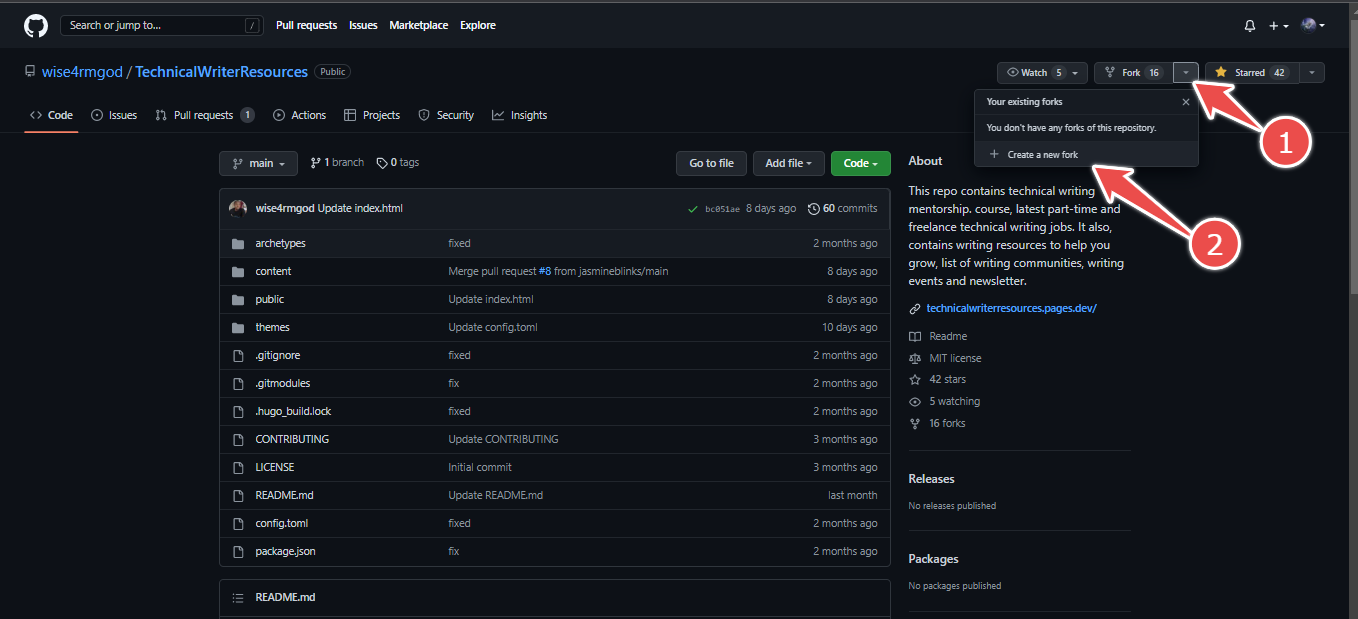 Search or jump to... /
Pull requests Issues Marketplace Explore
wise4rmgod / TechnicalWriterResources Public
Watch 5 Fork 16 Starred 42
Code Issues Pull requests 1 Actions Projects Security Insights
Your existing forks
You don't have any forks of this repository.
Create a new fork
1
2
main 1 branch 0 tags
Go to file Add file Code
wise4rmgod Update index.html bc051ae 8 days ago 60 commits
archetypes fixed 2 months ago
content Merge pull request #8 from jasmineblinks/main 8 days ago
public Update index.html 8 days ago
themes Update config.toml 10 days ago
.gitignore fixed 2 months ago
.gitmodules fix 2 months ago
.hugo_build.lock fixed 2 months ago
CONTRIBUTING Update CONTRIBUTING 3 months ago
LICENSE Initial commit 3 months ago
README.md Update README.md last month
config.toml fixed 2 months ago
package.json fix 2 months ago
README.md
About
This repo contains technical writing
mentorship. course, latest part-time and
freelance technical writing jobs. It also,
contains writing resources to help you
grow, list of writing communities, writing
events and newsletter.
technicalwriterresources.pages.dev/
Readme
MIT license
42 stars
5 watching
16 forks
Releases
No releases published
Packages
No packages published